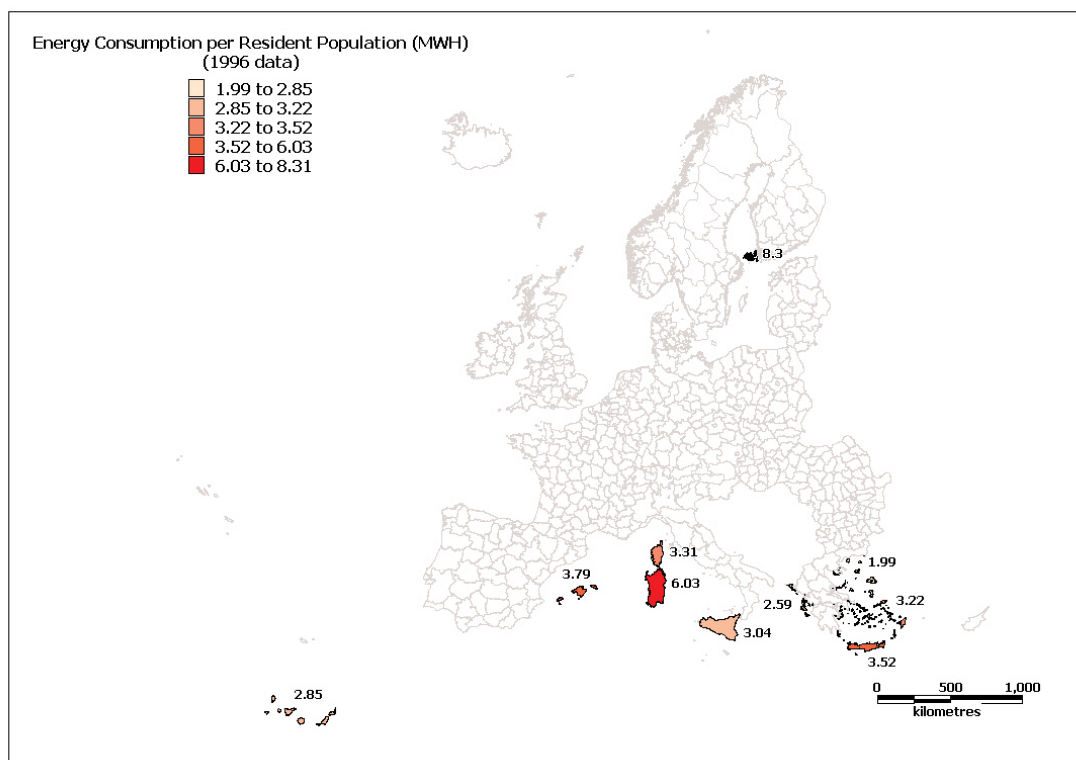 Energy Consumption per Resident Population (MWH)
(1996 data)
1.99 to 2.85
2.85 to 3.22
3.22 to 3.52
3.52 to 6.03
6.03 to 8.31
8.3
3.31
1.99
3.79
6.03
2.59
3.22
3.04
3.52
2.85
0 500 1,000
kilometres